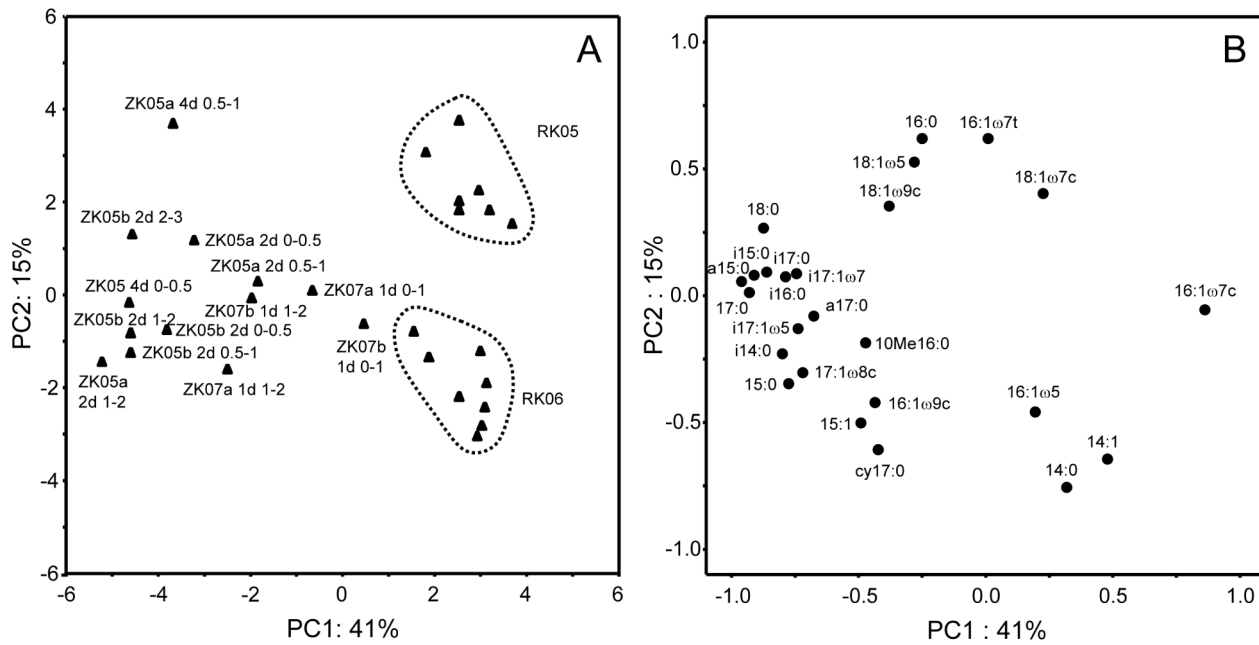 A
6
4
2
0
-2
-4
-6
-6
-4
-2
0
2
4
6
PC2: 15%
PC1: 41%
ZK05a 4d 0.5-1
RK05
ZK05b 2d 2-3
ZK05a 2d 0-0.5
ZK05a 2d 0.5-1
ZK05 4d 0-0.5
ZK07b 1d 1-2
ZK07a 1d 0-1
ZK05b 2d 1-2
ZK05b 2d 0-0.5
ZK05b 2d 0.5-1
ZK07b
1d 0-1
ZK05a
2d 1-2
ZK07a 1d 1-2
RK06
B
1.0
0.5
0.0
-0.5
-1.0
-1.0
-0.5
0.0
0.5
1.0
PC2 : 15%
PC1 : 41%
16:0
16:1ω7t
18:1ω5
18:1ω7c
18:1ω9c
18:0
i15:0
i17:0
a15:0
i17:1ω7
i16:0
17:0
a17:0
16:1ω7c
i17:1ω5
10Me16:0
i14:0
17:1ω8c
15:0
16:1ω9c
16:1ω5
15:1
14:1
cy17:0
14:0